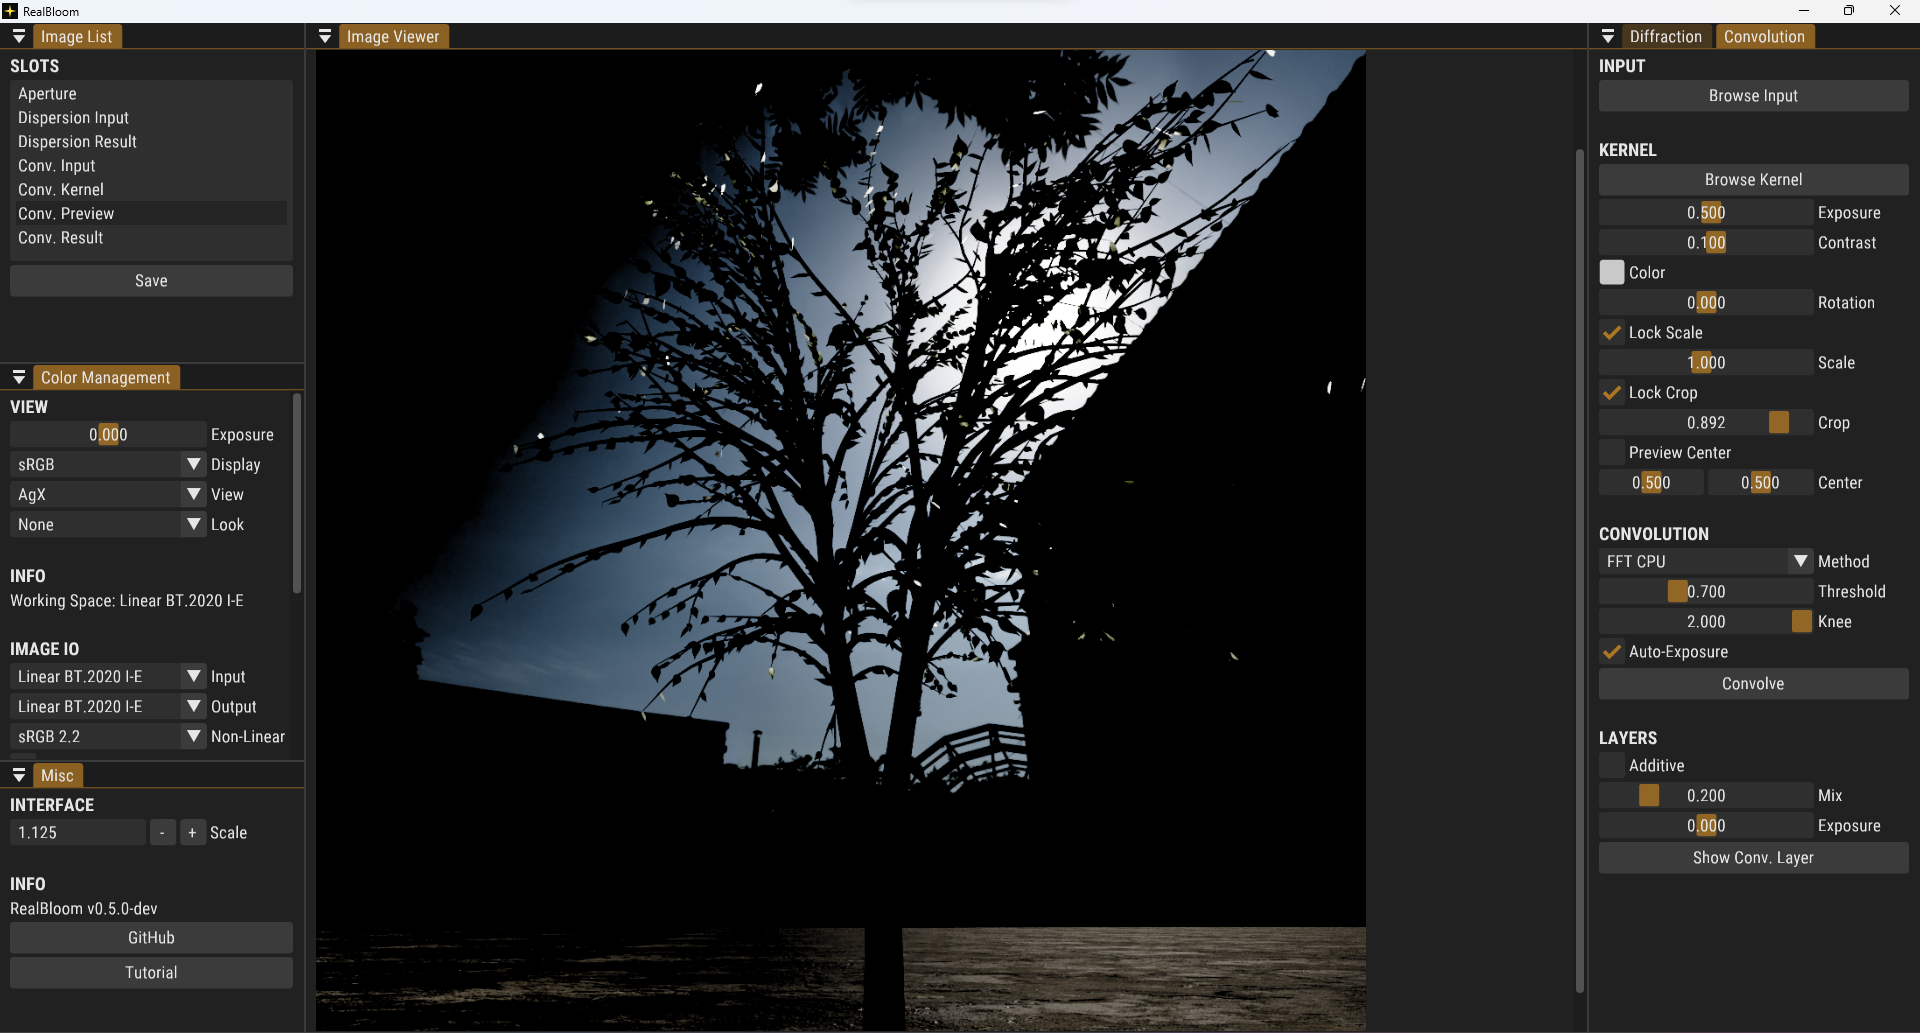 RealBloom
Image List
SLOTS
Aperture
Dispersion Input
Dispersion Result
Conv. Input
Conv. Kernel
Conv. Preview
Conv. Result
Save
Color Management
VIEW
0.000 Exposure
sRGB Display
AgX View
None Look
INFO
Working Space: Linear BT.2020 I-E
IMAGE IO
Linear BT.2020 I-E Input
Linear BT.2020 I-E Output
sRGB 2.2 Non-Linear
Misc
INTERFACE
1.125 - + Scale
INFO
RealBloom v0.5.0-dev
GitHub
Tutorial
Image Viewer
Diffraction Convolution
INPUT
Browse Input
KERNEL
Browse Kernel
0.500 Exposure
0.100 Contrast
Color
0.000 Rotation
Lock Scale
1.000 Scale
Lock Crop
0.892 Crop
Preview Center
0.500 0.500 Center
CONVOLUTION
FFT CPU Method
0.700 Threshold
2.000 Knee
Auto-Exposure
Convolve
LAYERS
Additive
0.200 Mix
0.000 Exposure
Show Conv. Layer